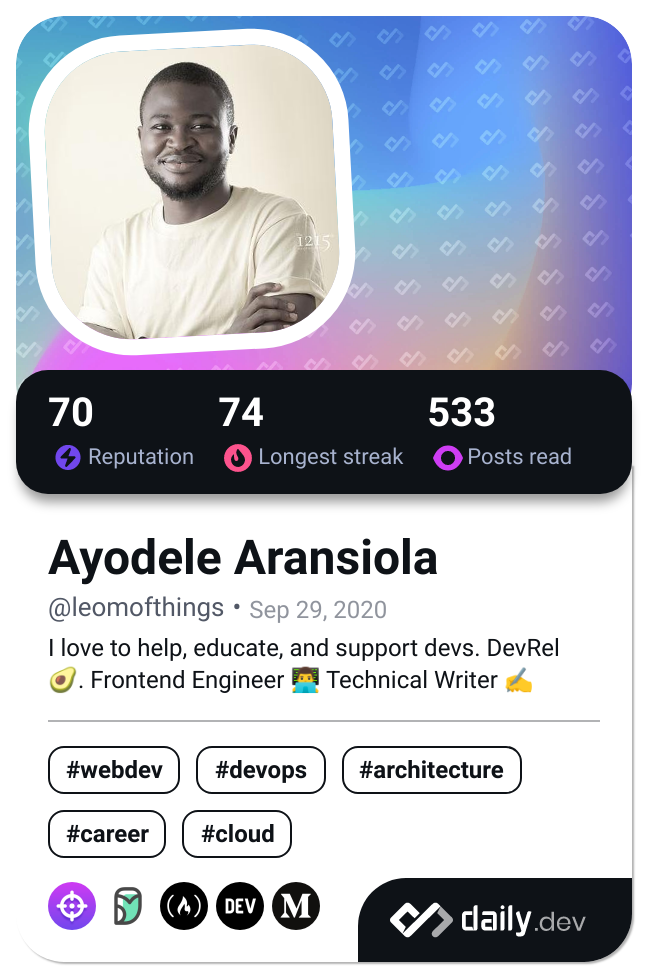 1215
70 74 533
Reputation Longest streak Posts read
Ayodele Aransiola
@leomofthings • Sep 29, 2020
I love to help, educate, and support devs. DevRel
🥑. Frontend Engineer 👨‍💻 Technical Writer ✍️
#webdev #devops #architecture
#career #cloud
DEV M
daily.dev